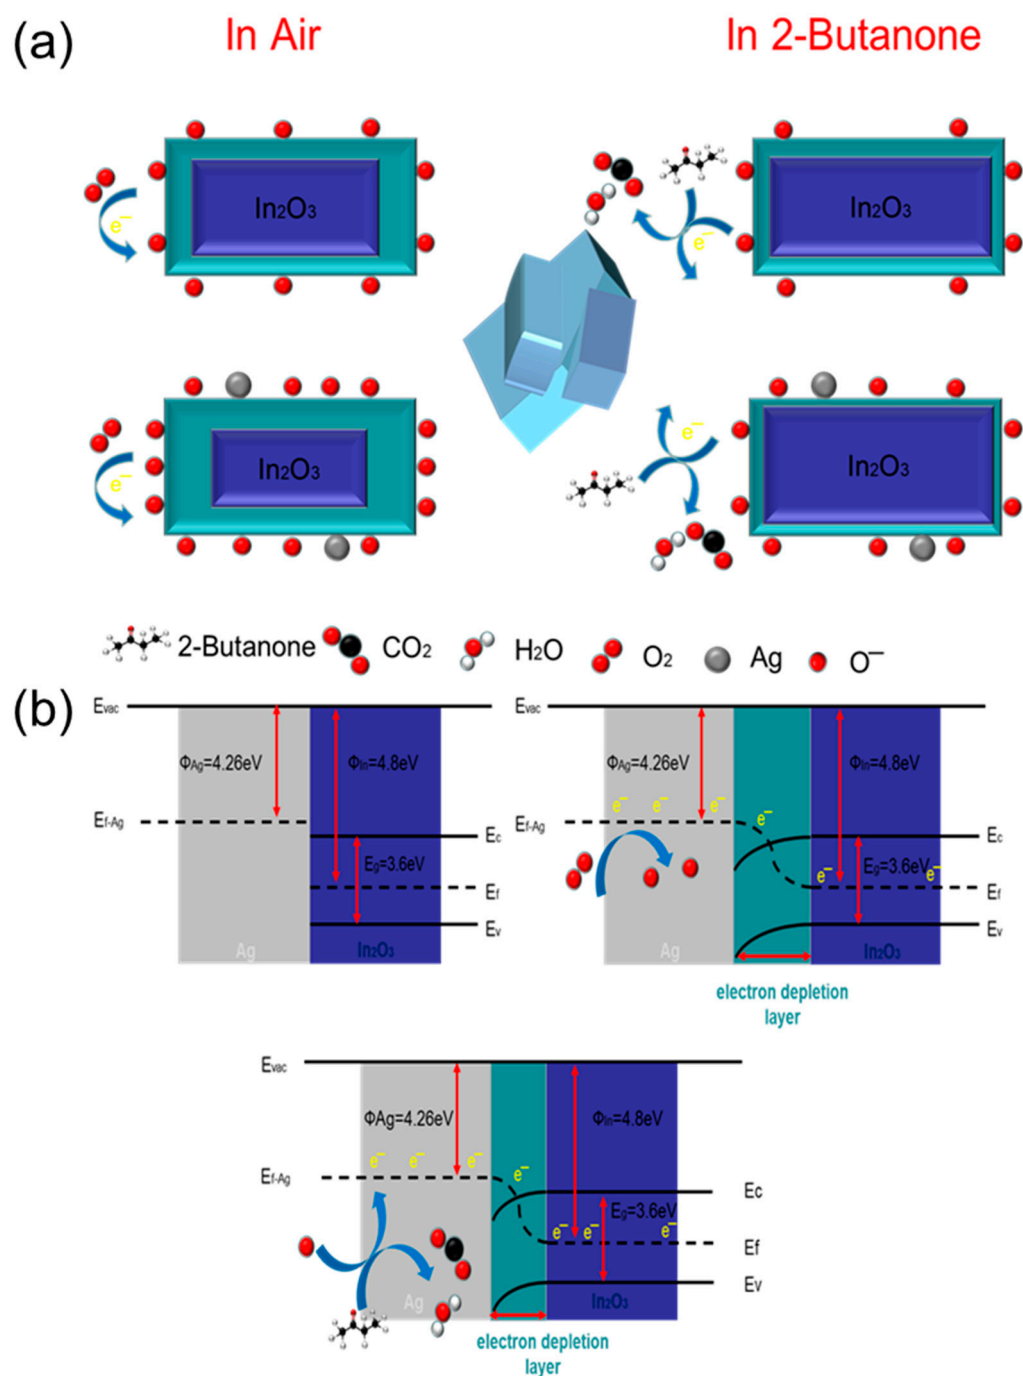 (a)
In Air
In 2-Butanone
In₂O₃
e⁻
In₂O₃
e⁻
In₂O₃
e⁻
In₂O₃
e⁻
2-Butanone
CO₂
H₂O
O₂
Ag
O⁻
(b)
Evac
ΦAg=4.26eV
ΦIn=4.8eV
Ef-Ag
Ec
Eg=3.6eV
Ef
Ev
Ag
In₂O₃
Evac
ΦAg=4.26eV
ΦIn=4.8eV
e⁻ e⁻ e⁻
e⁻
Ef-Ag
Ec
Eg=3.6eV
e⁻ e⁻
Ef
Ev
Ag
In₂O₃
electron depletion
layer
Evac
ΦAg=4.26eV
ΦIn=4.8eV
e⁻ e⁻ e⁻
e⁻
Ef-Ag
Ec
Eg=3.6eV
e⁻ e⁻ e⁻
Ef
Ev
Ag
In₂O₃
electron depletion
layer